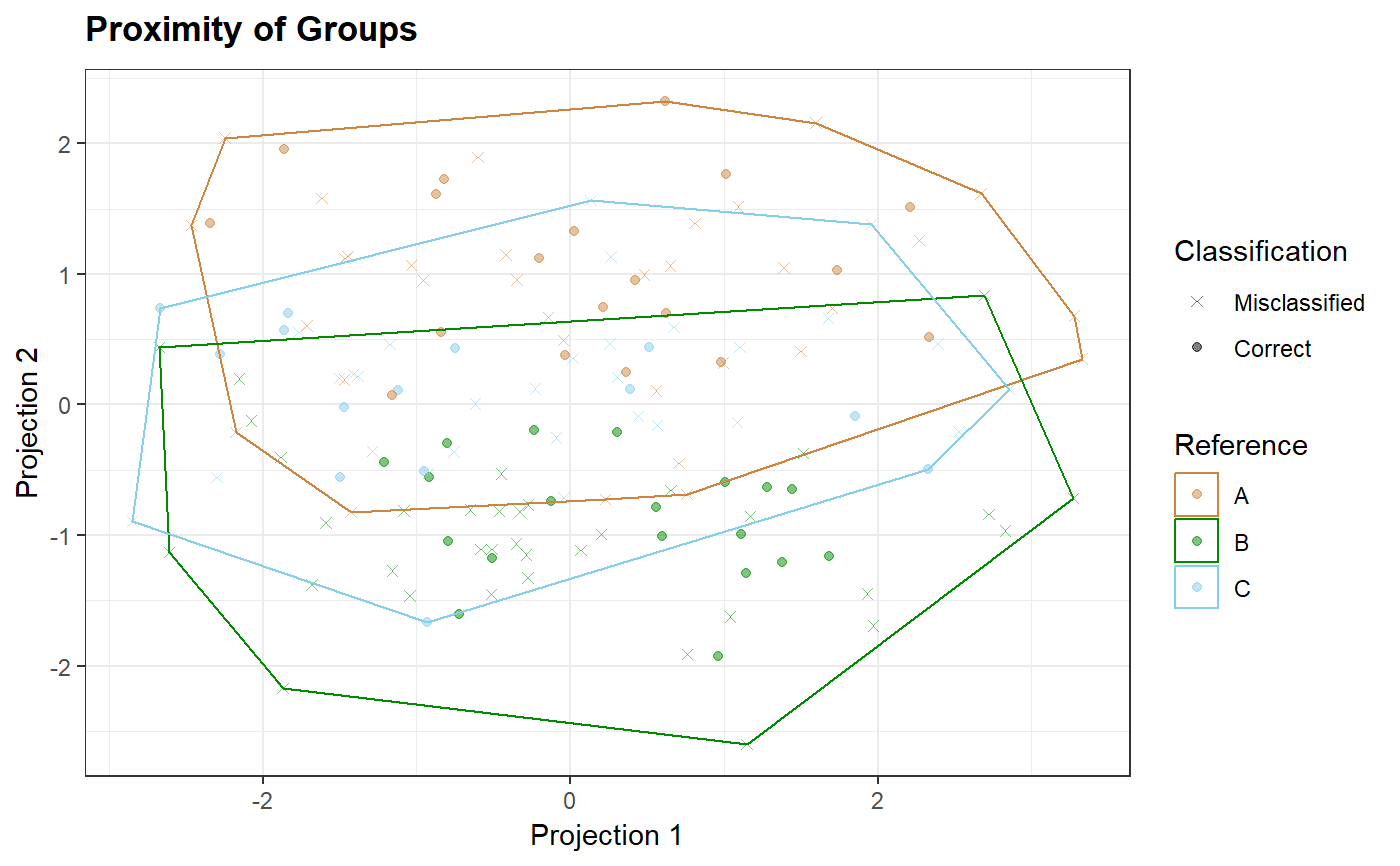 Proximity of Groups
2
1
0
-1
-2
Projection 2
-2
0
2
Projection 1
Classification
Misclassified
Correct
Reference
A
B
C